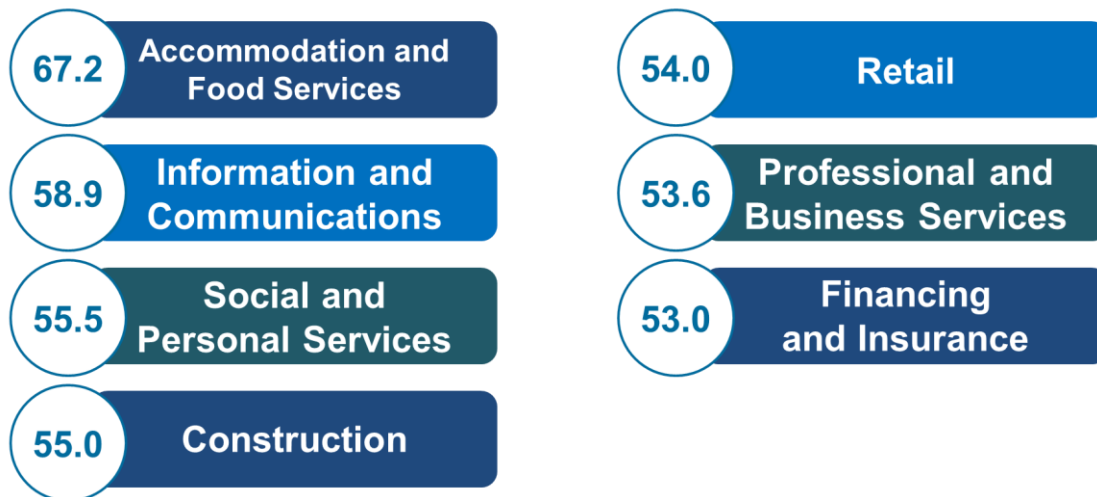 67.2
Accommodation and
Food Services
58.9
Information and
Communications
55.5
Social and
Personal Services
55.0
Construction
54.0
Retail
53.6
Professional and
Business Services
53.0
Financing
and Insurance